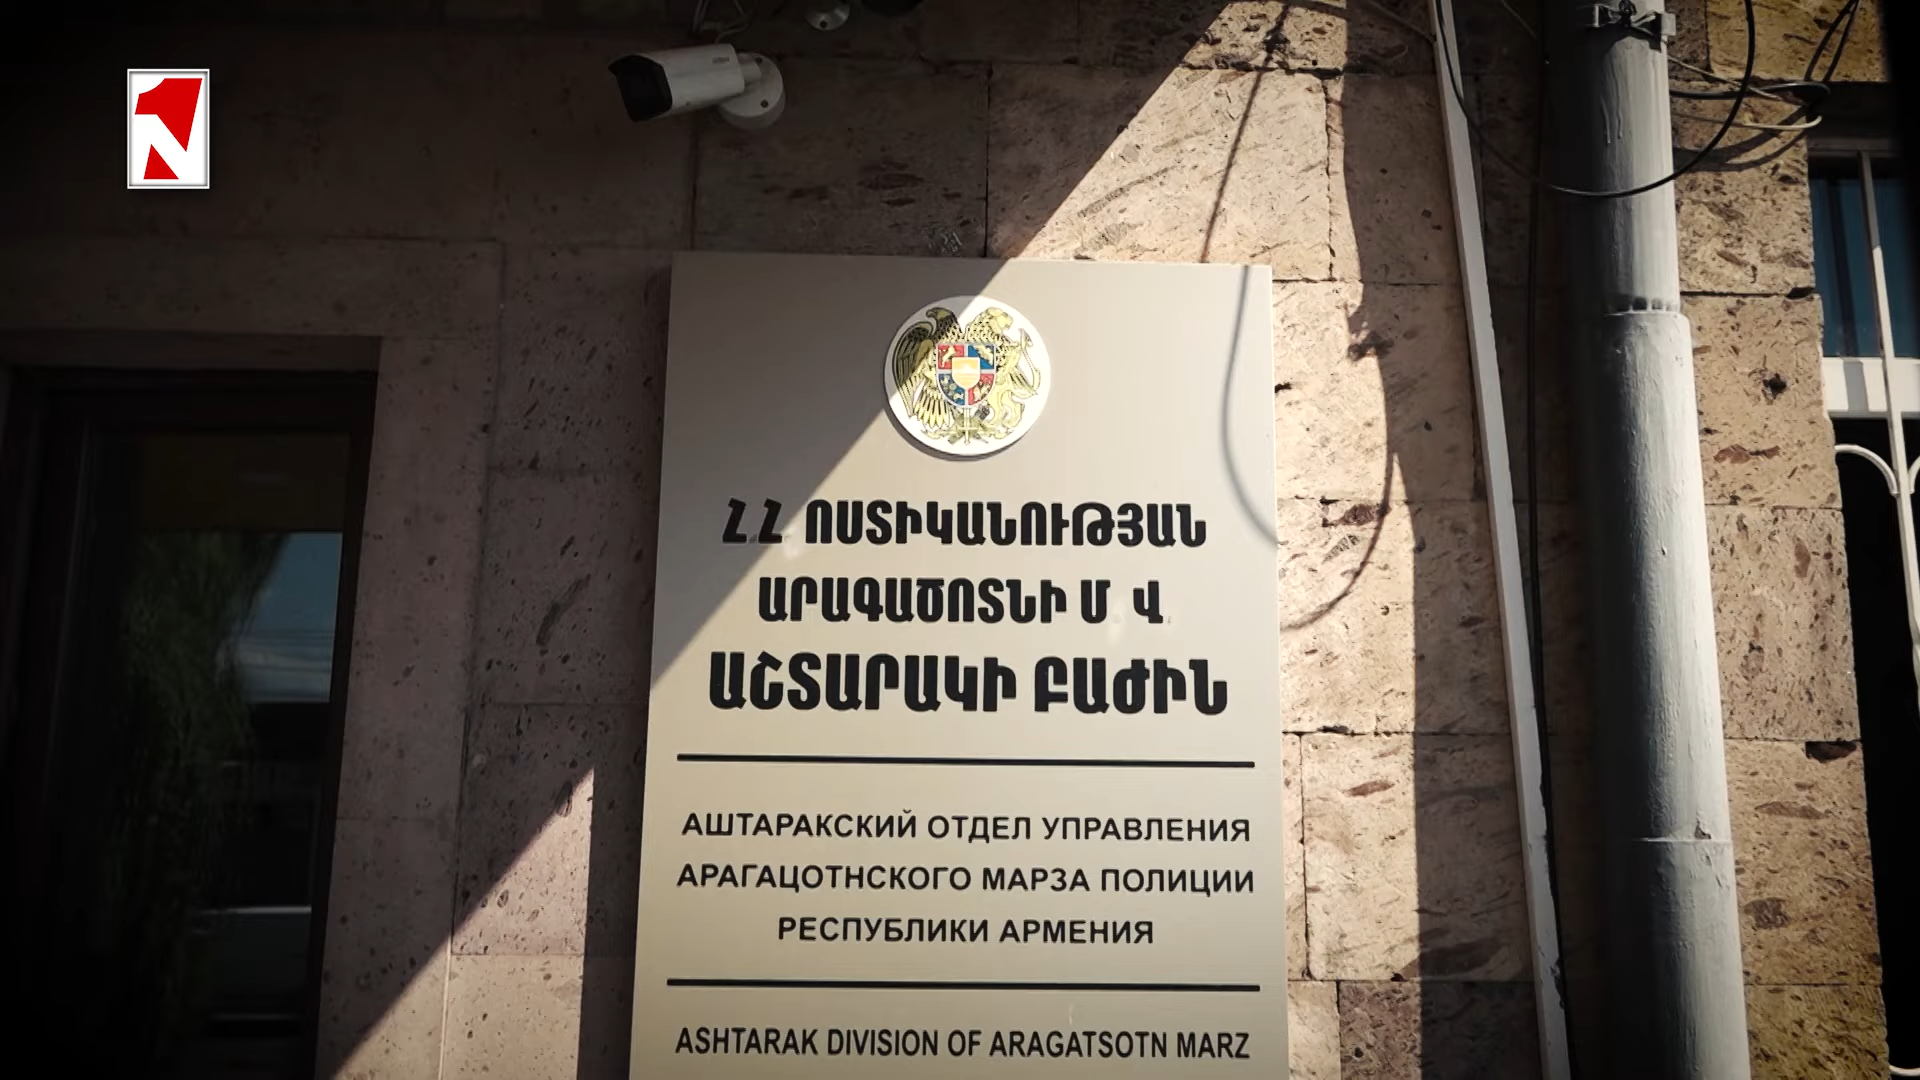 ՀՀ ՈՍՏԻԿԱՆՈՒԹՅԱՆ
ԱՐԱԳԱԾՈՏՆԻ Մ Վ
ԱՇՏԱՐԱԿԻ ԲԱԺԻՆ
АШТАРАКСКИЙ ОТДЕЛ УПРАВЛЕНИЯ
АРАГАЦОТНСКОГО МАРЗА ПОЛИЦИИ
РЕСПУБЛИКИ АРМЕНИЯ
ASHTARAK DIVISION OF ARAGATSOTN MARZ